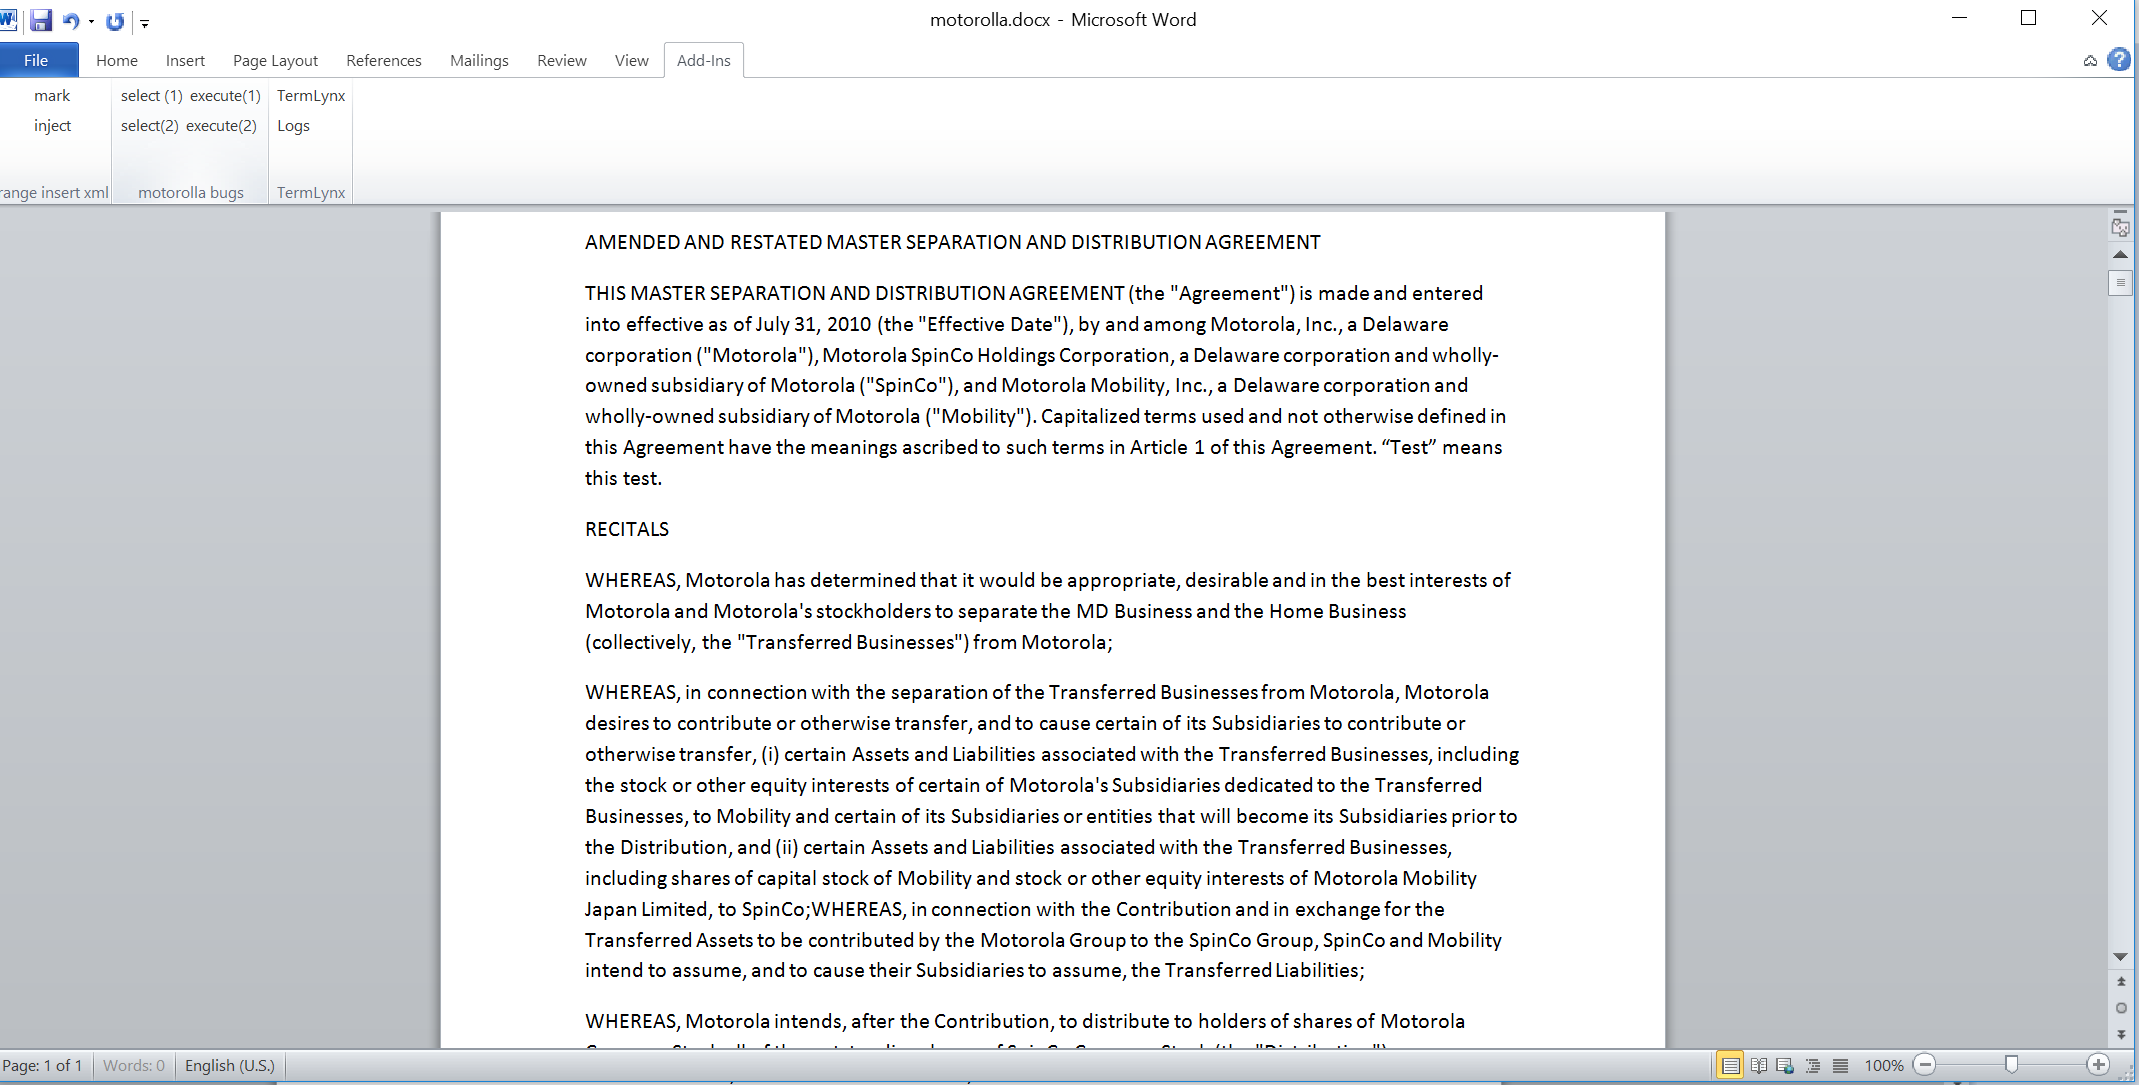 motorolla.docx - Microsoft Word
File Home Insert Page Layout References Mailings Review View Add-Ins
mark select (1) execute(1) TermLynx
inject select(2) execute(2) Logs
range insert xml motorolla bugs TermLynx
AMENDED AND RESTATED MASTER SEPARATION AND DISTRIBUTION AGREEMENT
THIS MASTER SEPARATION AND DISTRIBUTION AGREEMENT (the "Agreement") is made and entered
into effective as of July 31, 2010 (the "Effective Date"), by and among Motorola, Inc., a Delaware
corporation ("Motorola"), Motorola SpinCo Holdings Corporation, a Delaware corporation and wholly-
owned subsidiary of Motorola ("SpinCo"), and Motorola Mobility, Inc., a Delaware corporation and
wholly-owned subsidiary of Motorola ("Mobility"). Capitalized terms used and not otherwise defined in
this Agreement have the meanings ascribed to such terms in Article 1 of this Agreement. “Test” means
this test.
RECITALS
WHEREAS, Motorola has determined that it would be appropriate, desirable and in the best interests of
Motorola and Motorola's stockholders to separate the MD Business and the Home Business
(collectively, the "Transferred Businesses") from Motorola;
WHEREAS, in connection with the separation of the Transferred Businesses from Motorola, Motorola
desires to contribute or otherwise transfer, and to cause certain of its Subsidiaries to contribute or
otherwise transfer, (i) certain Assets and Liabilities associated with the Transferred Businesses, including
the stock or other equity interests of certain of Motorola's Subsidiaries dedicated to the Transferred
Businesses, to Mobility and certain of its Subsidiaries or entities that will become its Subsidiaries prior to
the Distribution, and (ii) certain Assets and Liabilities associated with the Transferred Businesses,
including shares of capital stock of Mobility and stock or other equity interests of Motorola Mobility
Japan Limited, to SpinCo;WHEREAS, in connection with the Contribution and in exchange for the
Transferred Assets to be contributed by the Motorola Group to the SpinCo Group, SpinCo and Mobility
intend to assume, and to cause their Subsidiaries to assume, the Transferred Liabilities;
WHEREAS, Motorola intends, after the Contribution, to distribute to holders of shares of Motorola
Page: 1 of 1 Words: 0 English (U.S.) 100%